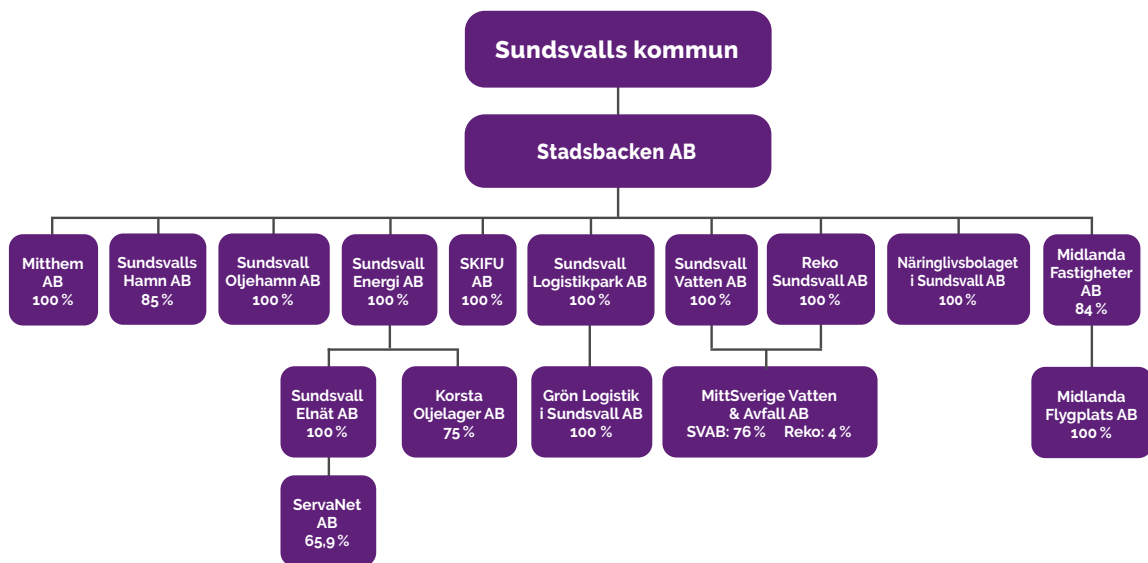 Sundsvalls kommun
Stadsbacken AB
Mitthem
AB
100 %
Sundsvalls
Hamn AB
85 %
Sundsvall
Oljehamn AB
100 %
Sundsvall
Energi AB
100 %
SKIFU
AB
100 %
Sundsvall
Logistikpark AB
100 %
Sundsvall
Vatten AB
100 %
Reko
Sundsvall AB
100 %
Näringlivsbolaget
i Sundsvall AB
100 %
Midlanda
Fastigheter
AB
84 %
Sundsvall
Elnät AB
100 %
Korsta
Oljelager AB
75 %
Grön Logistik
i Sundsvall AB
100 %
MittSverige Vatten
& Avfall AB
SVAB: 76 % Reko: 4 %
Midlanda
Flygplats AB
100 %
ServaNet
AB
65,9 %